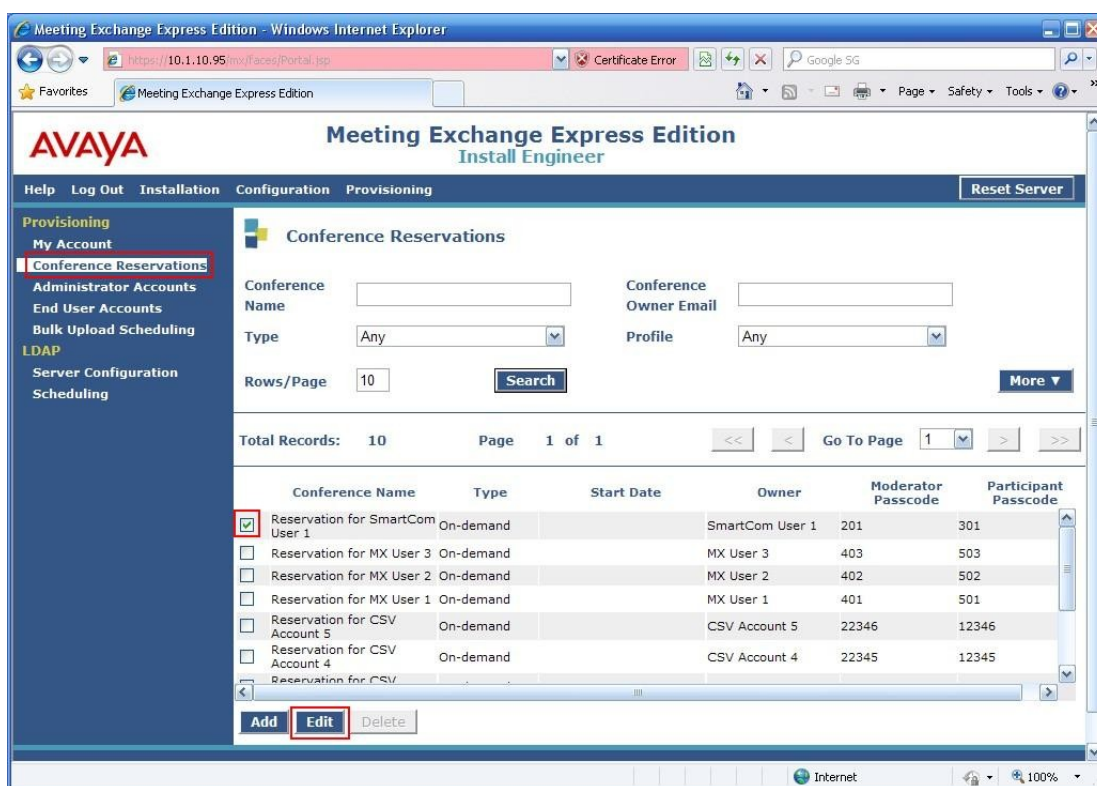 Meeting Exchange Express Edition - Windows Internet Explorer
https://10.1.10.95/mx/faces/Portal.jsp
Certificate Error
Google SG
Favorites
Meeting Exchange Express Edition
Page
Safety
Tools
AVAYA
Meeting Exchange Express Edition
Install Engineer
Help Log Out Installation Configuration Provisioning
Reset Server
Provisioning
My Account
Conference Reservations
Administrator Accounts
End User Accounts
Bulk Upload Scheduling
LDAP
Server Configuration
Scheduling
Conference Reservations
Conference Name
Conference Owner Email
Type Any
Profile Any
Rows/Page 10
Search
More ▼
Total Records: 10 Page 1 of 1 << < Go To Page 1 > >>
Conference Name Type Start Date Owner Moderator Passcode Participant Passcode
Reservation for SmartCom User 1 On-demand SmartCom User 1 201 301
Reservation for MX User 3 On-demand MX User 3 403 503
Reservation for MX User 2 On-demand MX User 2 402 502
Reservation for MX User 1 On-demand MX User 1 401 501
Reservation for CSV Account 5 On-demand CSV Account 5 22346 12346
Reservation for CSV Account 4 On-demand CSV Account 4 22345 12345
Reservation for CSV
Add Edit Delete
Internet
100%